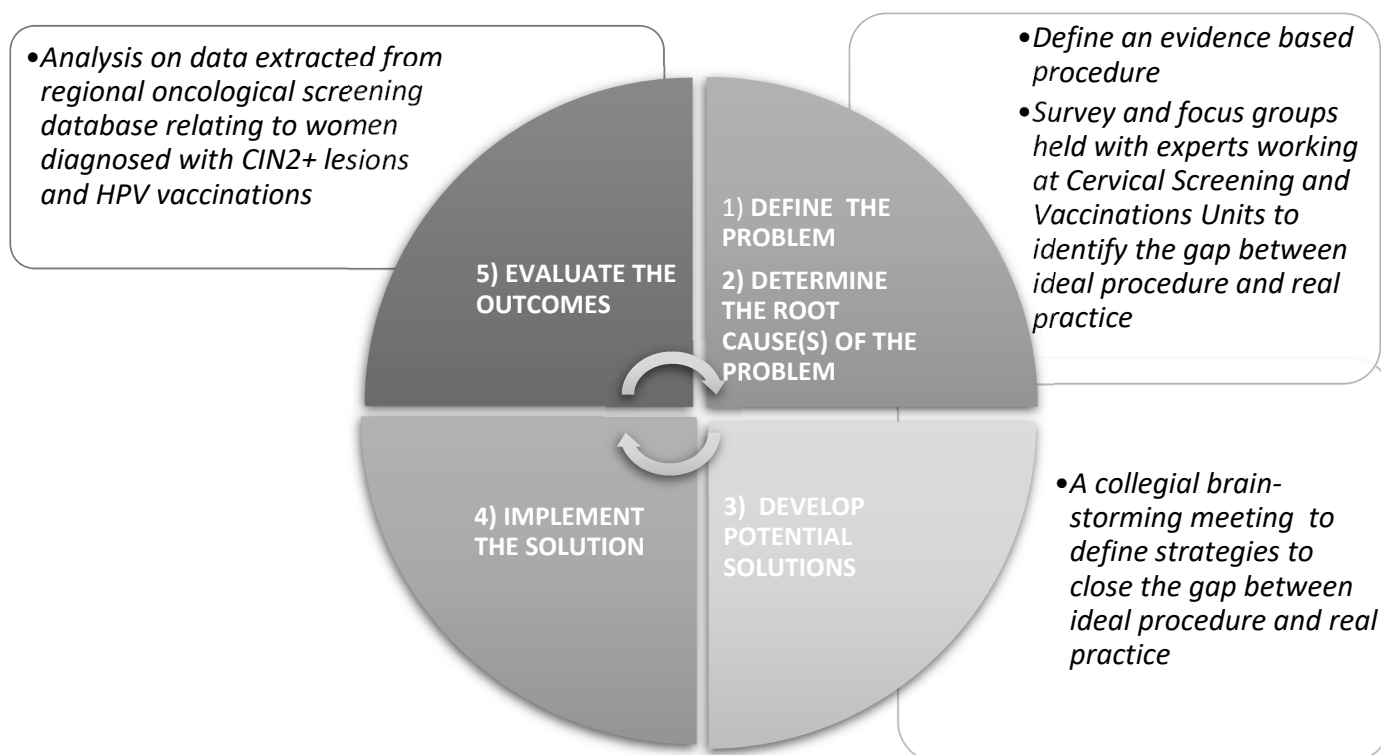 •Analysis on data extracted from
regional oncological screening
database relating to women
diagnosed with CIN2+ lesions
and HPV vaccinations
•Define an evidence based
procedure
•Survey and focus groups
held with experts working
at Cervical Screening and
Vaccinations Units to
identify the gap between
ideal procedure and real
practice
1) DEFINE THE
PROBLEM
2) DETERMINE
THE ROOT
CAUSE(S) OF THE
PROBLEM
5) EVALUATE THE
OUTCOMES
4) IMPLEMENT
THE SOLUTION
3) DEVELOP
POTENTIAL
SOLUTIONS
•A collegial brain-
storming meeting to
define strategies to
close the gap between
ideal procedure and real
practice